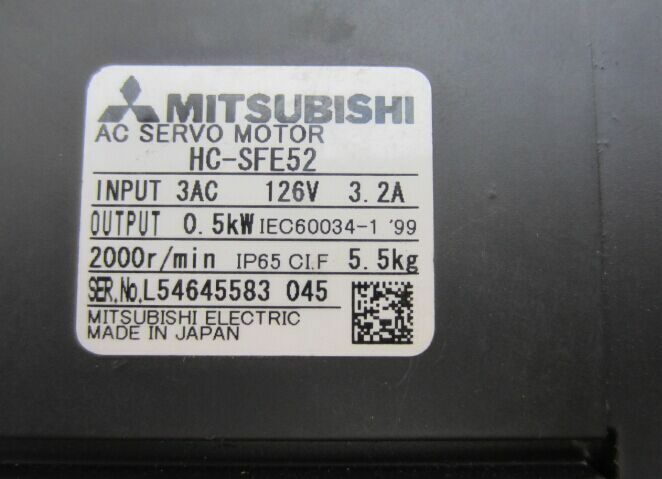 MITSUBISHI
AC SERVO MOTOR
HC-SFE52
INPUT 3AC 126V 3.2A
OUTPUT 0.5kW IEC60034-1 '99
2000r/min IP65 CI.F 5.5kg
SER.No.L54645583 045
MITSUBISHI ELECTRIC
MADE IN JAPAN